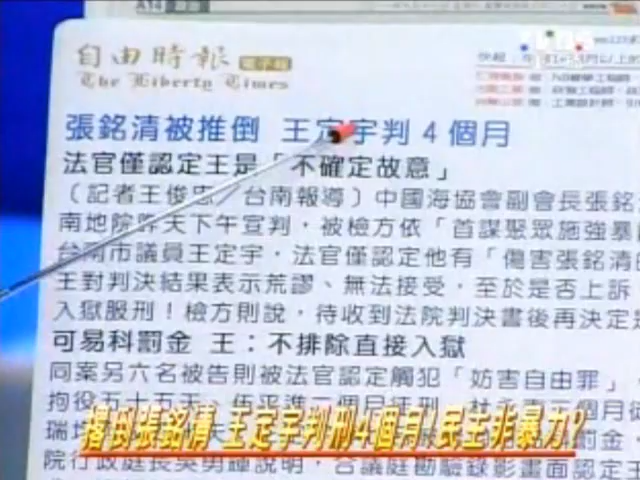 A14
TVBS
自由時報 電子報
The Liberty Times
張銘清被推倒 王定宇判4個月
法官僅認定王是「不確定故意」
〔記者王俊忠／台南報導〕中國海協會副會長張銘
南地院昨天下午宣判，被檢方依「首謀聚眾施強暴
台南市議員王定宇，法官僅認定他有「傷害張銘清的
王對判決結果表示荒謬、無法接受，至於是否上訴
入獄服刑！檢方則說，待收到法院判決書後再決定是
可易科罰金 王：不排除直接入獄
同案另六名被告則被法官認定觸犯「妨害自由罪」
拘役五十五天、
院行政庭長吳勇輝說明，合議庭勘驗錄影畫面認定王
撞倒張銘清 王定宇判刑4個月!民主非暴力?